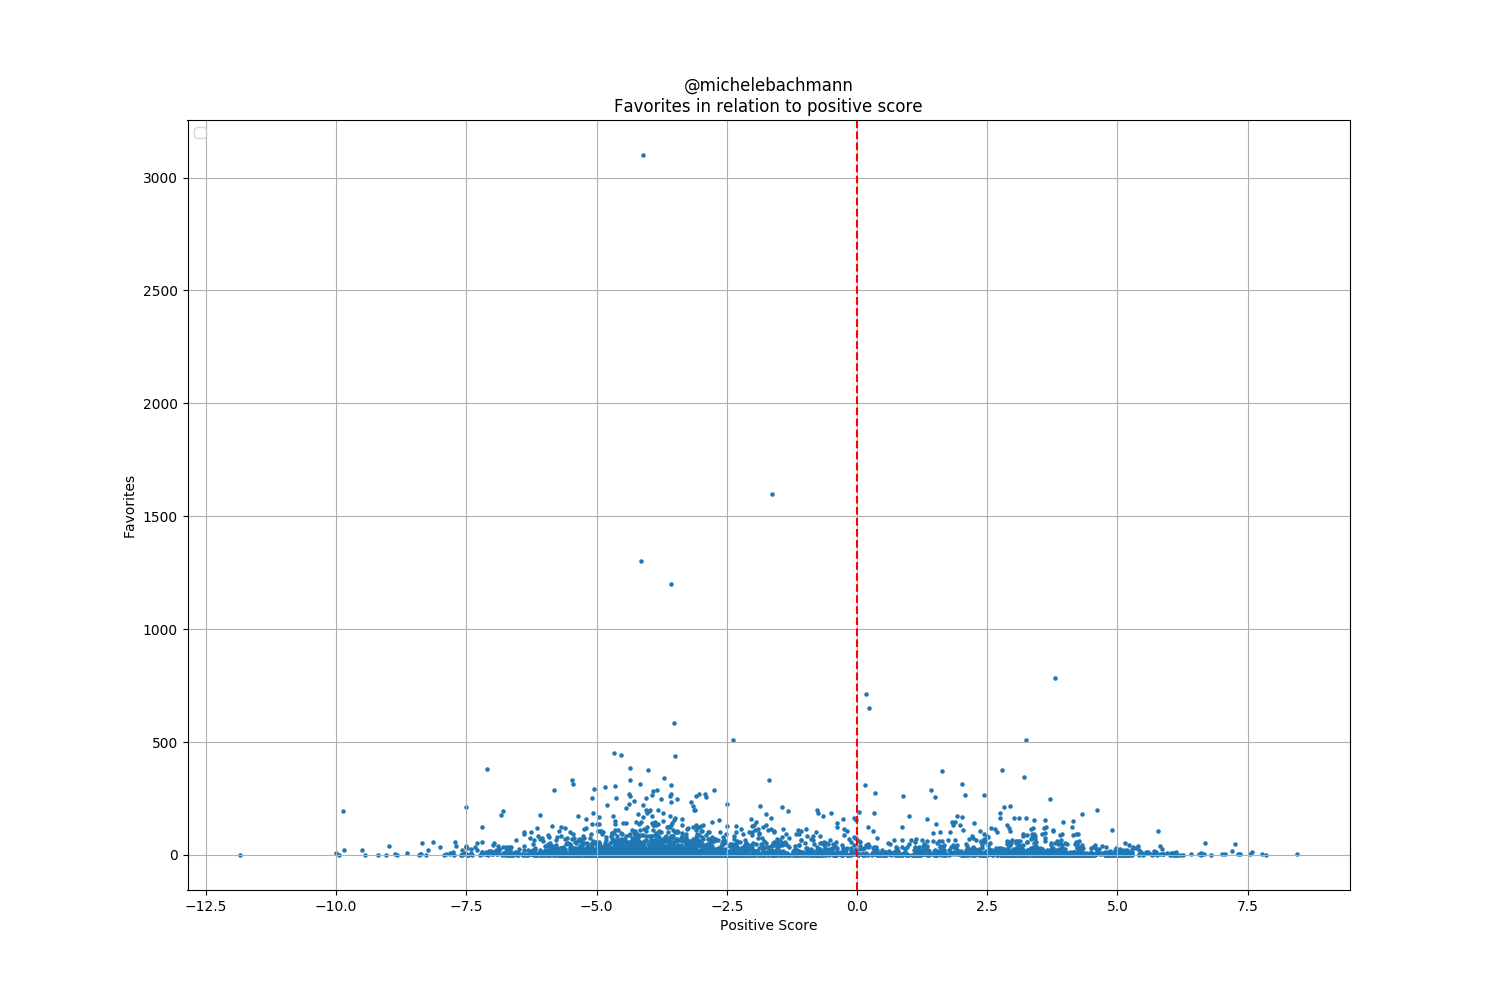 @michelebachmann
Favorites in relation to positive score
3000
2500
2000
1500
1000
500
0
Favorites
−12.5 −10.0 −7.5 −5.0 −2.5 0.0 2.5 5.0 7.5
Positive Score